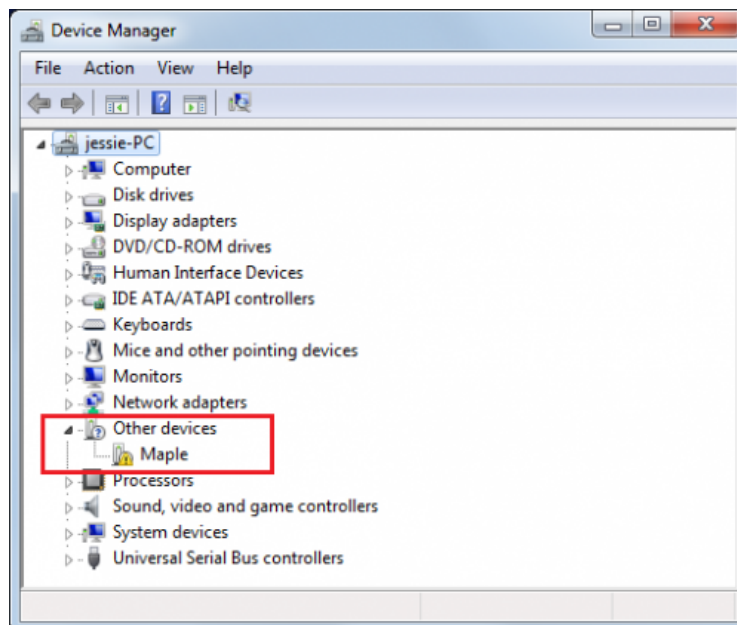 Device Manager
File Action View Help
jessie-PC
Computer
Disk drives
Display adapters
DVD/CD-ROM drives
Human Interface Devices
IDE ATA/ATAPI controllers
Keyboards
Mice and other pointing devices
Monitors
Network adapters
Other devices
Maple
Processors
Sound, video and game controllers
System devices
Universal Serial Bus controllers